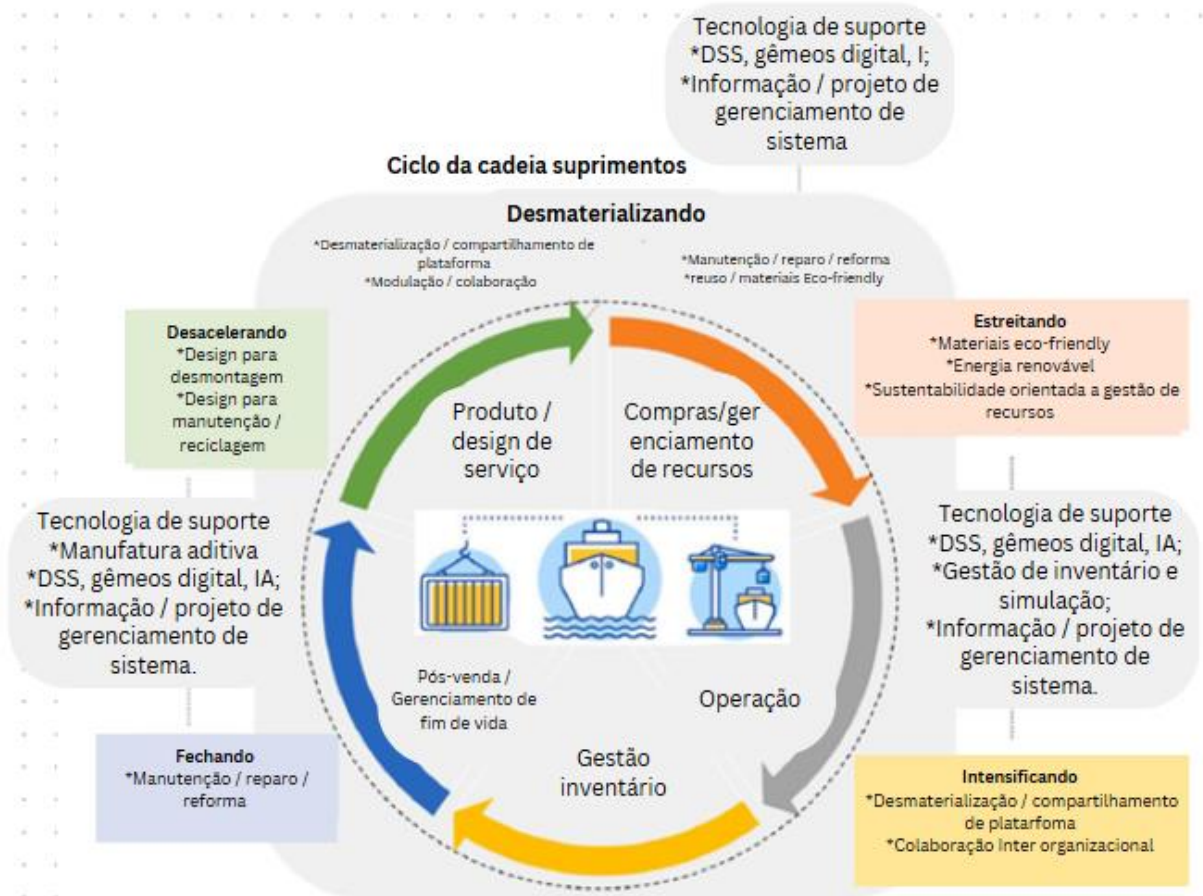 Tecnologia de suporte
*DSS, gêmeos digital, I;
*Informação / projeto de
gerenciamento de
sistema
Ciclo da cadeia suprimentos
Desmaterializando
*Desmaterialização / compartilhamento de
plataforma
*Modulação / colaboração
*Manutenção / reparo / reforma
*reuso / materiais Eco-friendly
Desacelerando
*Design para
desmontagem
*Design para
manutenção /
reciclagem
Estreitando
*Materiais eco-friendly
*Energia renovável
*Sustentabilidade orientada a gestão de
recursos
Produto /
design de
serviço
Compras/ger
enciamento
de recursos
Tecnologia de suporte
*Manufatura aditiva
*DSS, gêmeos digital, IA;
*Informação / projeto de
gerenciamento de
sistema.
Tecnologia de suporte
*DSS, gêmeos digital, IA;
*Gestão de inventário e
simulação;
*Informação / projeto de
gerenciamento de
sistema.
Pós-venda /
Gerenciamento de
fim de vida
Operação
Gestão
inventário
Fechando
*Manutenção / reparo /
reforma
Intensificando
*Desmaterialização / compartilhamento
de platarfoma
*Colaboração Inter organizacional